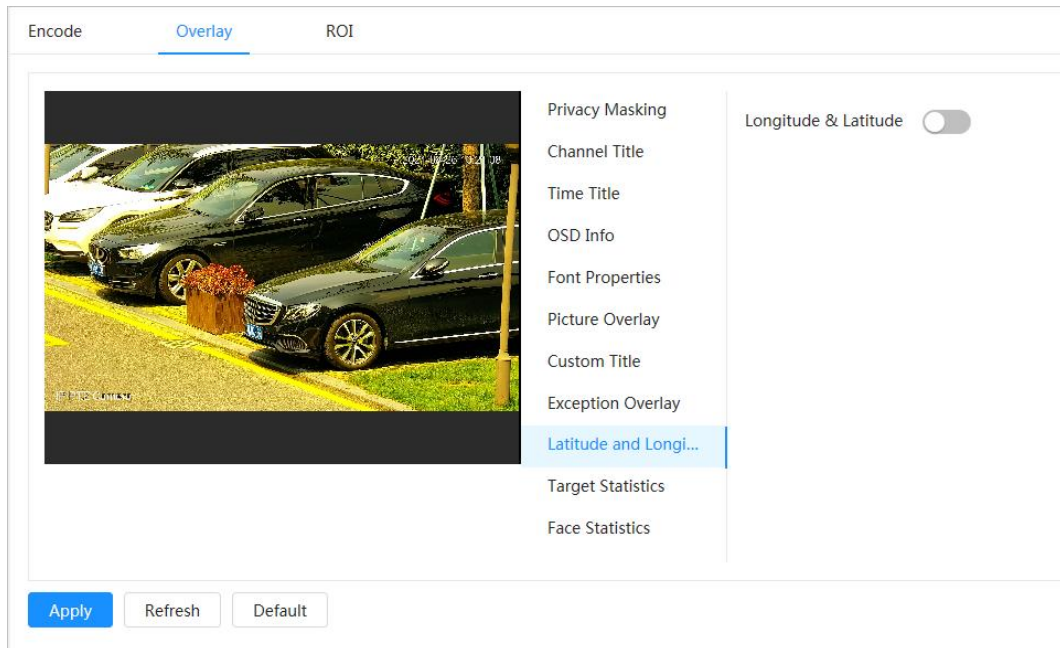 Encode Overlay ROI
Privacy Masking
Longitude & Latitude
Channel Title
Time Title
OSD Info
Font Properties
Picture Overlay
Custom Title
Exception Overlay
Latitude and Longi...
Target Statistics
Face Statistics
Apply Refresh Default